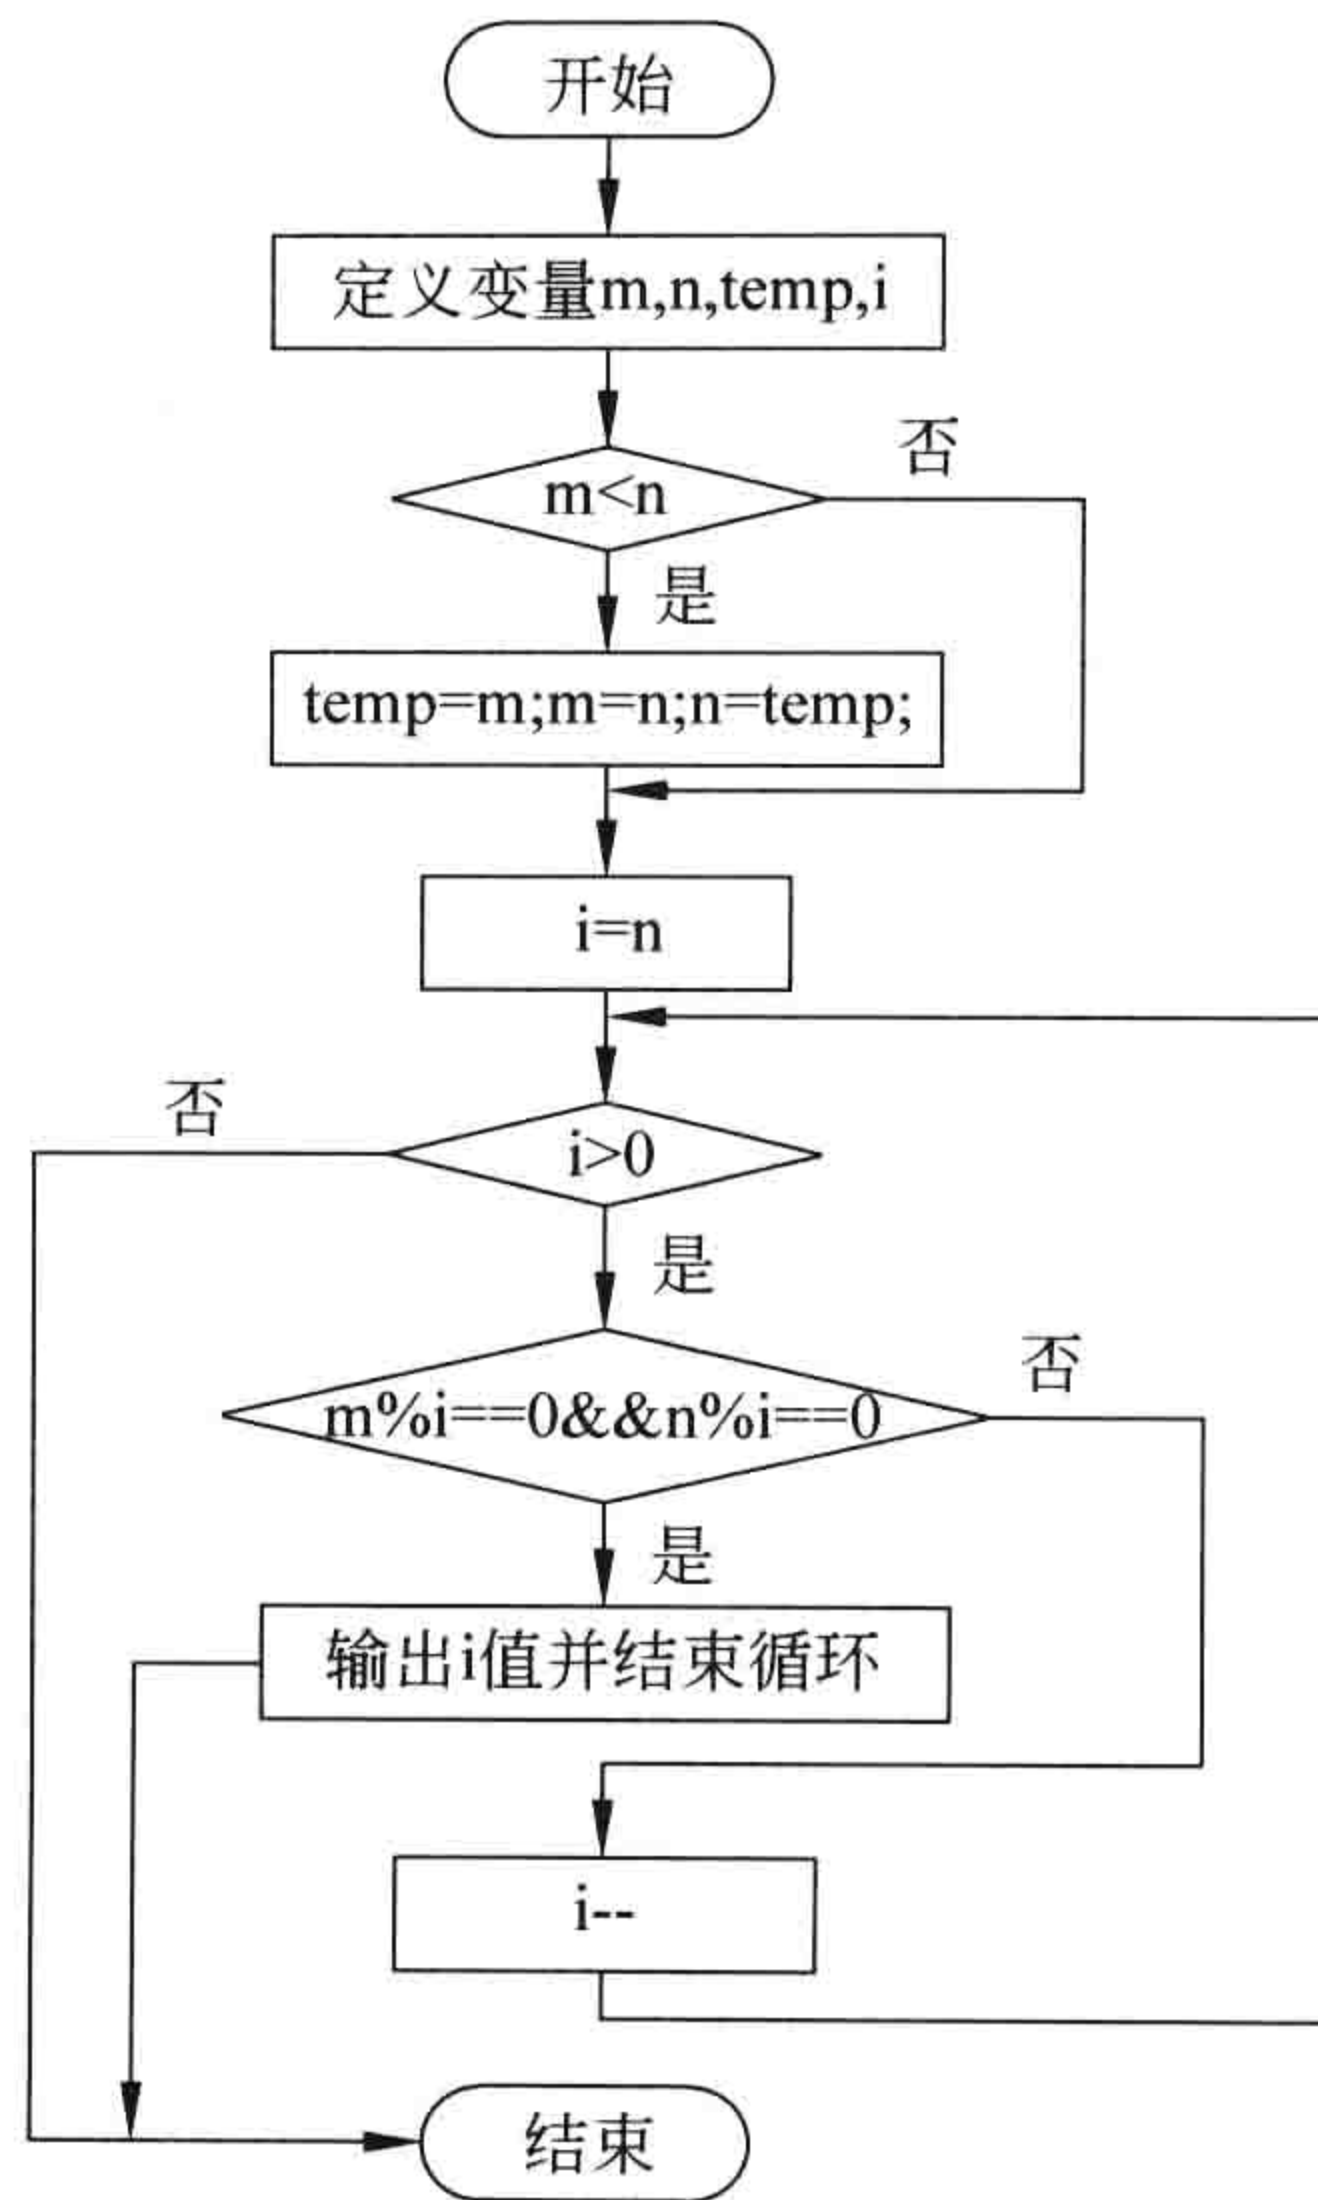 开始
定义变量m,n,temp,i
否
m<n
是
temp=m;m=n;n=temp;
i=n
否
i>0
是
否
m%i==0&&n%i==0
是
输出i值并结束循环
i--
结束